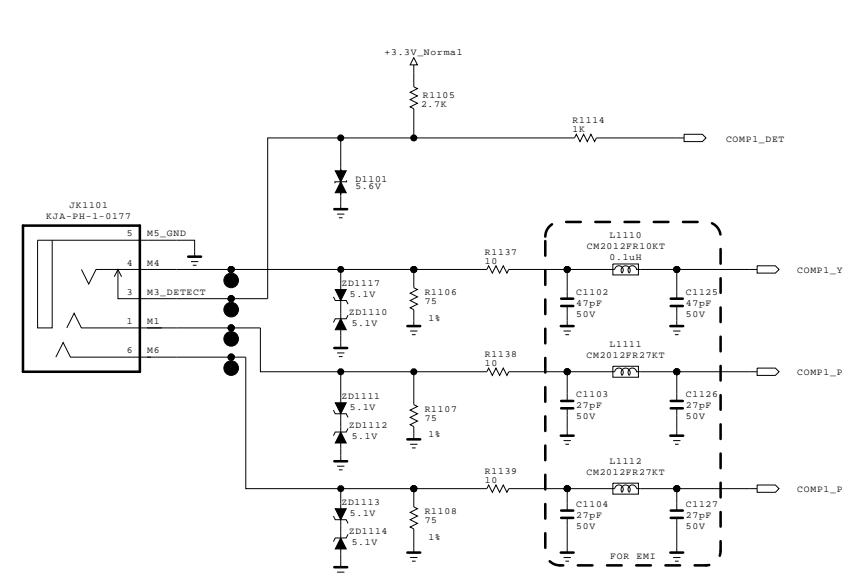 +3.3V_Normal
R1105
2.7K
R1114
1K
COMP1_DET
D1101
5.6V
JK1101
KJA-PH-1-0177
5 M5_GND
4 M4
3 M3_DETECT
1 M1
6 M6
L1110
CM2012FR10KT
0.1uH
R1137
10
COMP1_Y
ZD1117
5.1V
ZD1110
5.1V
R1106
75
1%
C1102
47pF
50V
C1125
47pF
50V
L1111
CM2012FR27KT
R1138
10
COMP1_P
ZD1111
5.1V
ZD1112
5.1V
R1107
75
1%
C1103
27pF
50V
C1126
27pF
50V
L1112
CM2012FR27KT
R1139
10
COMP1_P
ZD1113
5.1V
ZD1114
5.1V
R1108
75
1%
C1104
27pF
50V
C1127
27pF
50V
FOR EMI